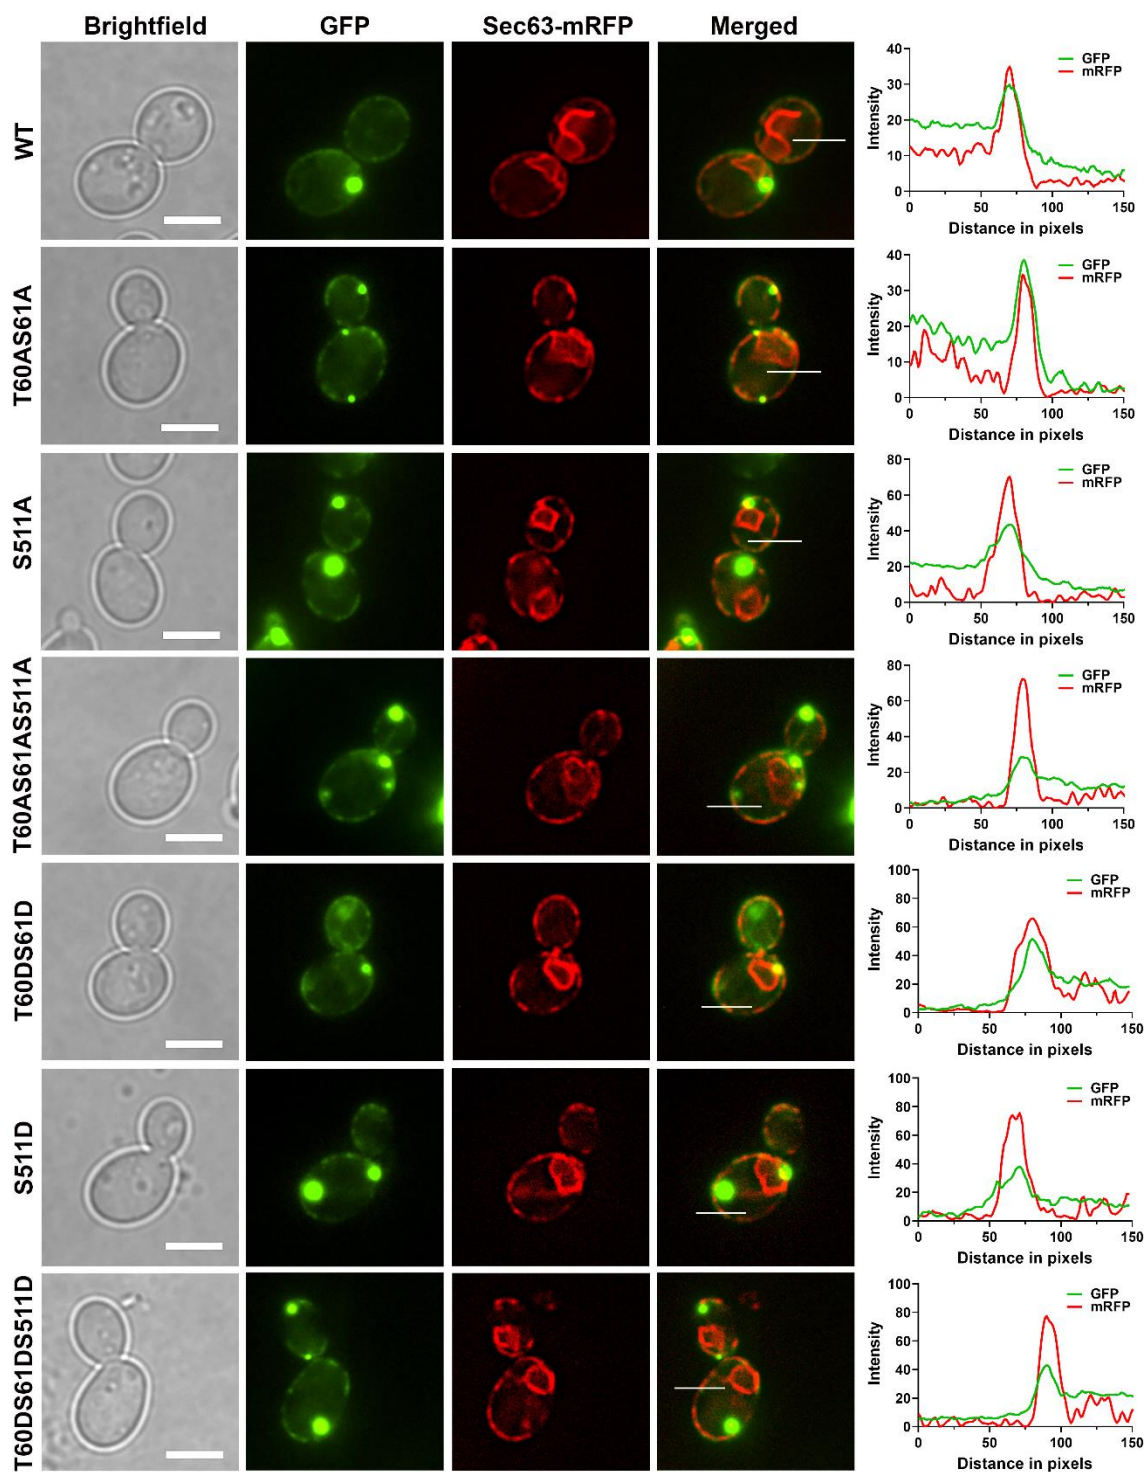 Brightfield GFP Sec63-mRFP Merged
WT
40
30
20
10
0
Intensity
GFP
mRFP
0 50 100 150
Distance in pixels
T60AS61A
40
30
20
10
0
Intensity
GFP
mRFP
0 50 100 150
Distance in pixels
S511A
80
60
40
20
0
Intensity
GFP
mRFP
0 50 100 150
Distance in pixels
T60AS61AS511A
80
60
40
20
0
Intensity
GFP
mRFP
0 50 100 150
Distance in pixels
T60DS61D
100
80
60
40
20
0
Intensity
GFP
mRFP
0 50 100 150
Distance in pixels
S511D
100
80
60
40
20
0
Intensity
GFP
mRFP
0 50 100 150
Distance in pixels
T60DS61DS511D
100
80
60
40
20
0
Intensity
GFP
mRFP
0 50 100 150
Distance in pixels